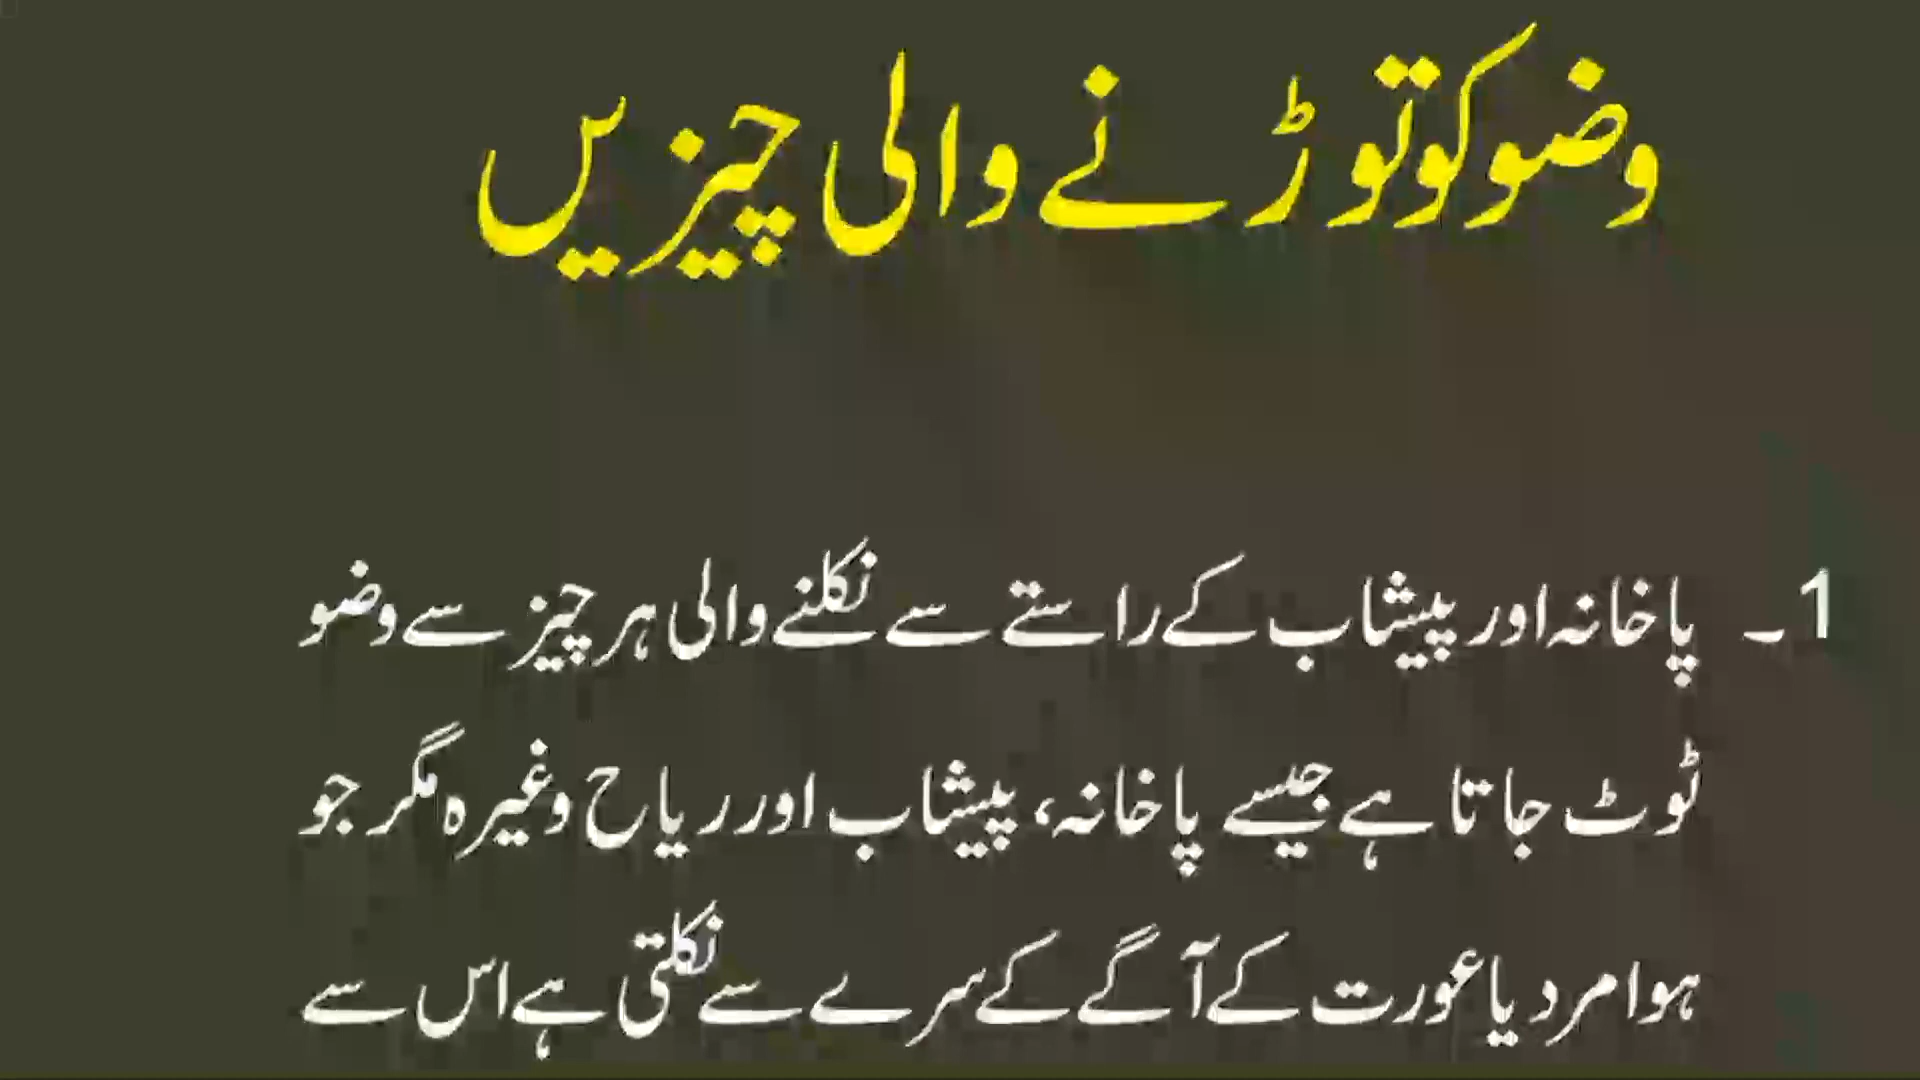 وضو کو توڑنے والی چیزیں
1۔ پاخانہ اور پیشاب کے راستے سے نکلنے والی ہر چیز سے وضو
ٹوٹ جاتا ہے جیسے پاخانہ، پیشاب اور ریاح وغیرہ مگر جو
ہوا مرد یا عورت کے آگے کے سرے سے نکلتی ہے اس سے